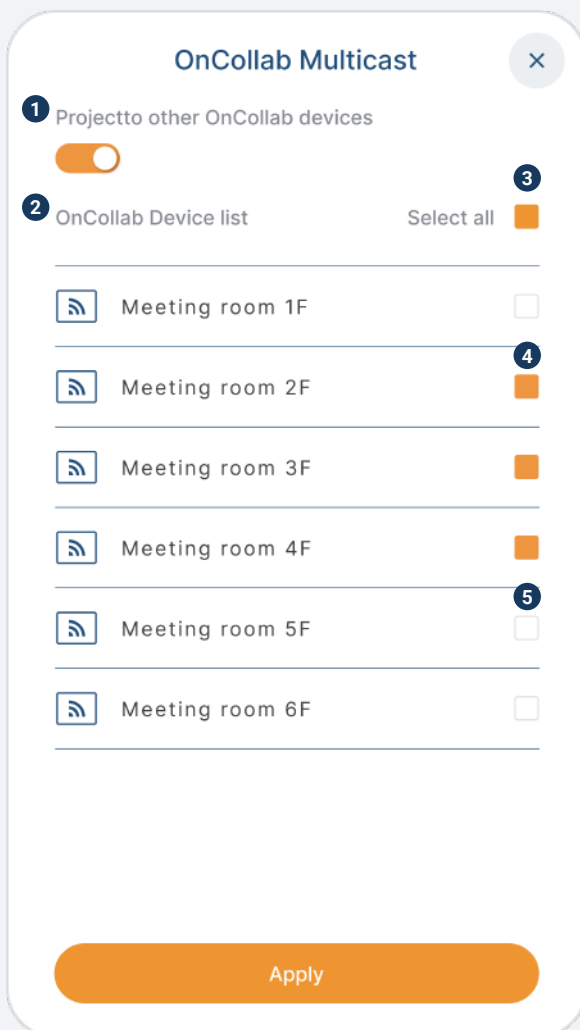 OnCollab Multicast
1 Projectto other OnCollab devices
3
2 OnCollab Device list Select all
Meeting room 1F
4
Meeting room 2F
Meeting room 3F
Meeting room 4F
5
Meeting room 5F
Meeting room 6F
Apply